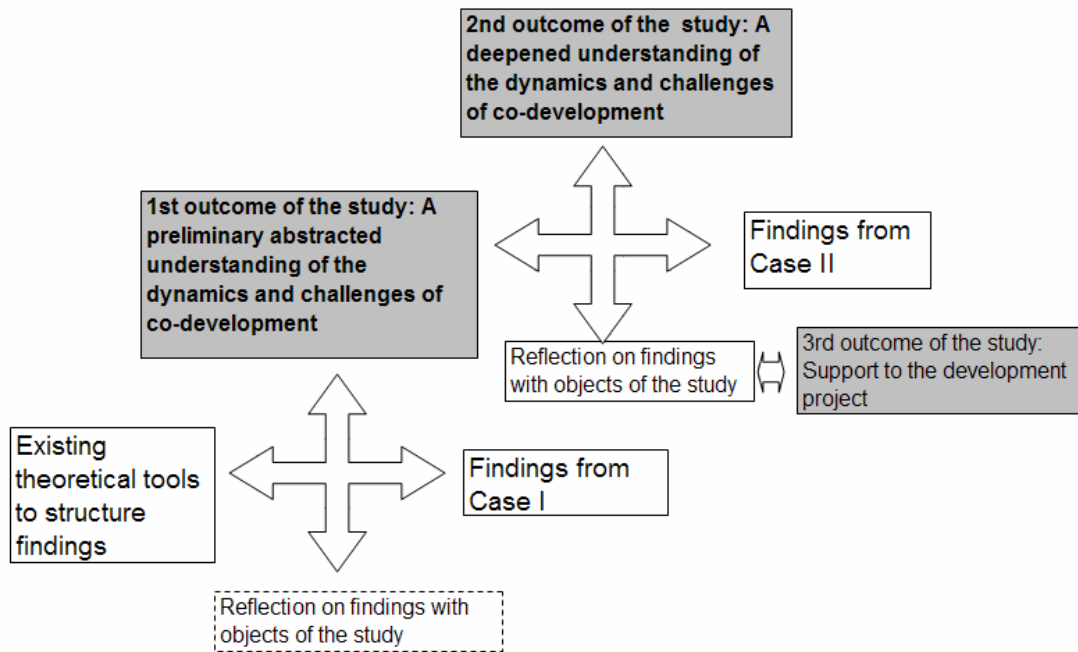 2nd outcome of the study: A
deepened understanding of
the dynamics and challenges
of co-development
1st outcome of the study: A
preliminary abstracted
understanding of the
dynamics and challenges of
co-development
Findings from
Case II
Reflection on findings
with objects of the study
3rd outcome of the study:
Support to the development
project
Existing
theoretical tools
to structure
findings
Findings from
Case I
Reflection on findings with
objects of the study